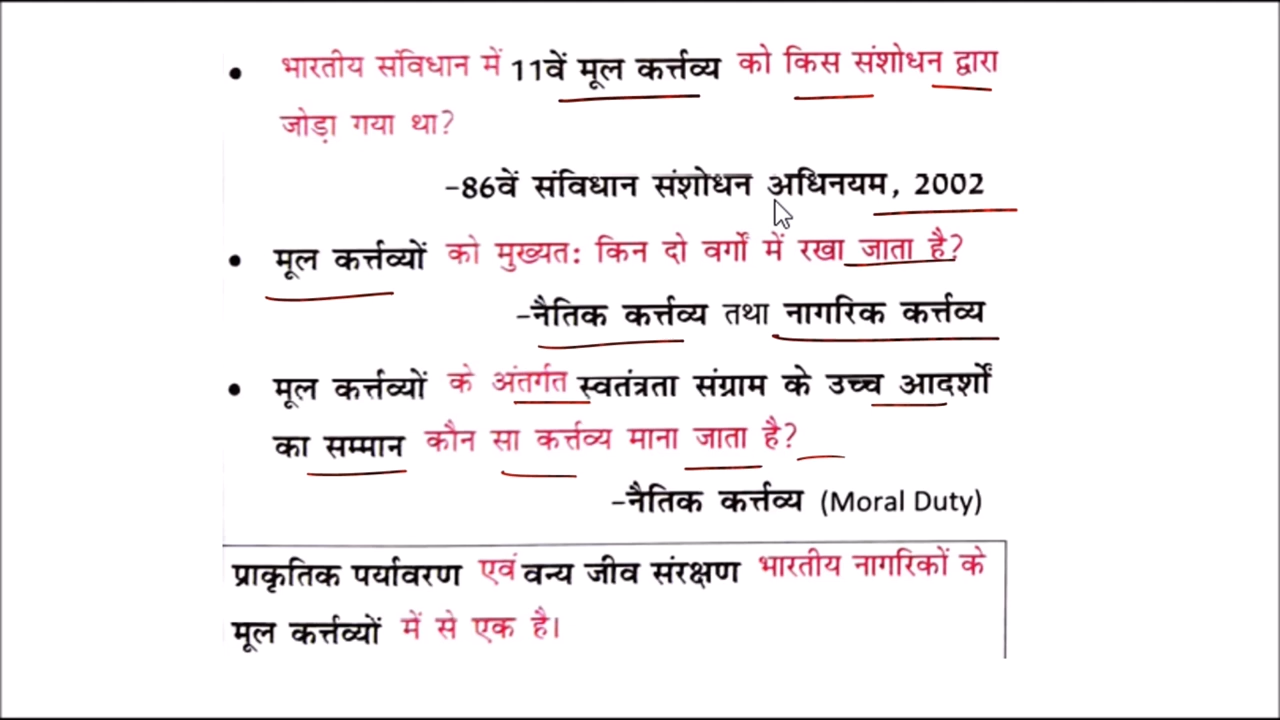 • भारतीय संविधान में 11वें मूल कर्त्तव्य को किस संशोधन द्वारा
जोड़ा गया था?
-86वें संविधान संशोधन अधिनयम, 2002
• मूल कर्त्तव्यों को मुख्यत: किन दो वर्गों में रखा जाता है?
-नैतिक कर्त्तव्य तथा नागरिक कर्त्तव्य
• मूल कर्त्तव्यों के अंतर्गत स्वतंत्रता संग्राम के उच्च आदर्शों
का सम्मान कौन सा कर्त्तव्य माना जाता है?
-नैतिक कर्त्तव्य (Moral Duty)
प्राकृतिक पर्यावरण एवं वन्य जीव संरक्षण भारतीय नागरिकों के
मूल कर्त्तव्यों में से एक है।